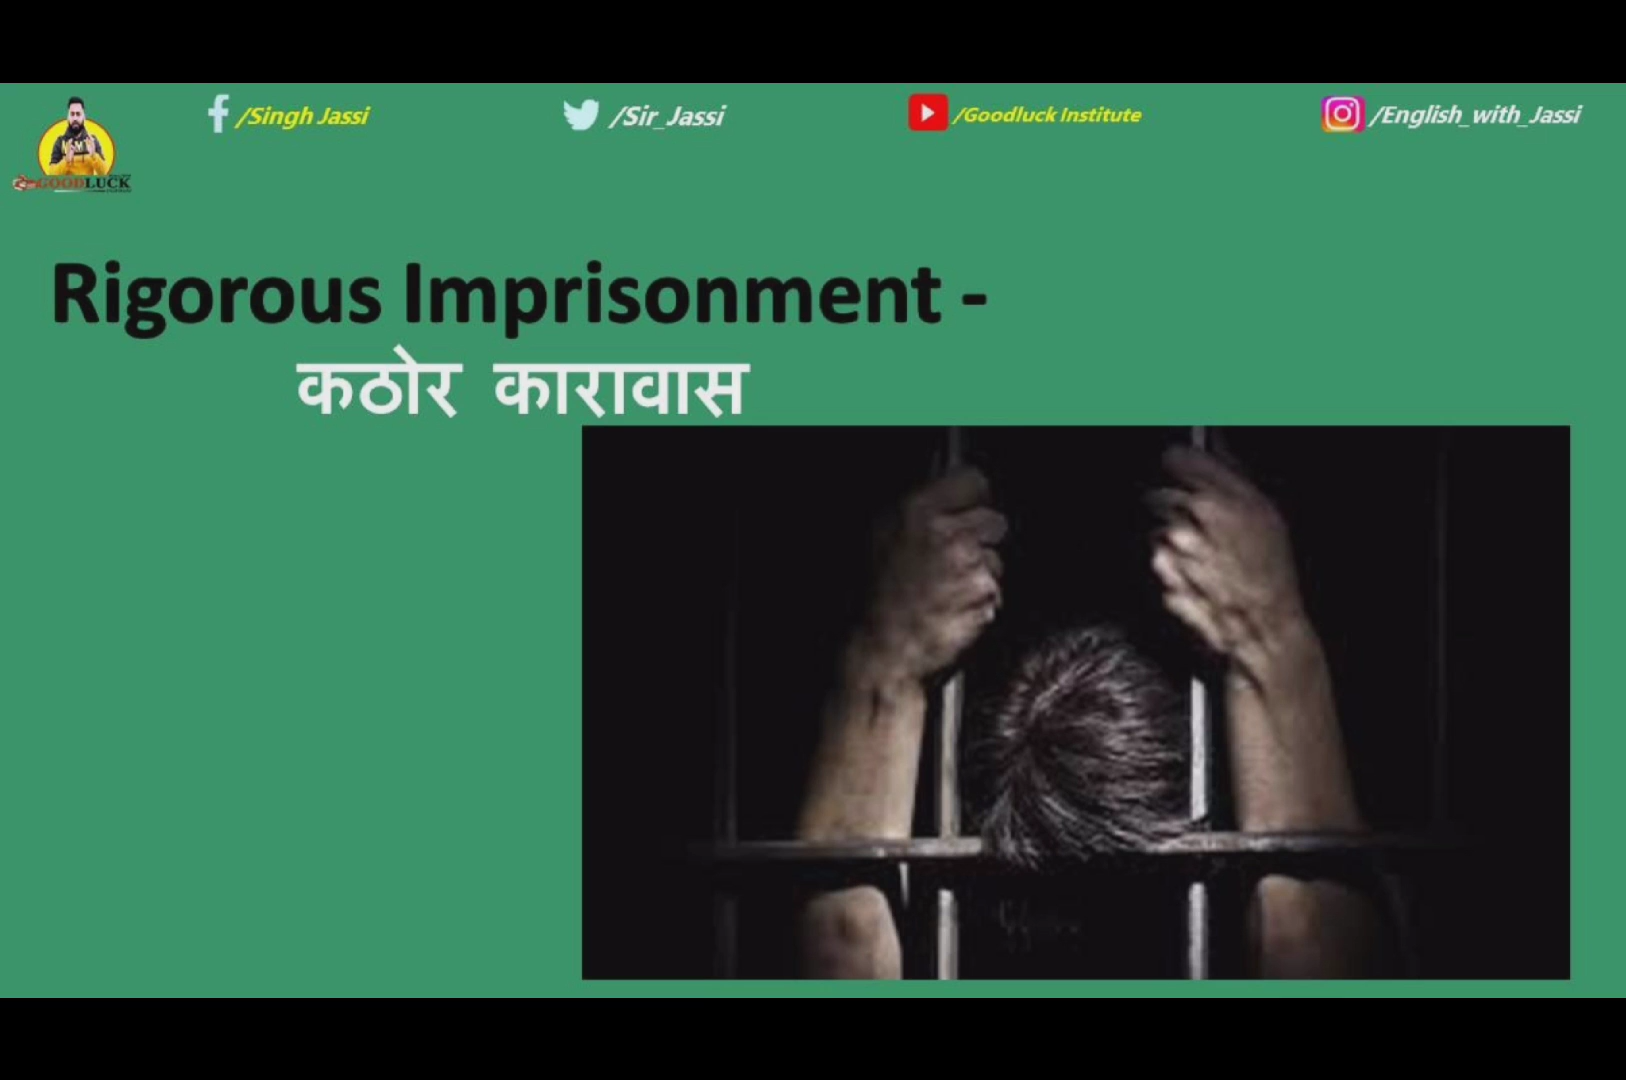 /Singh Jassi
/Sir_Jassi
/Goodluck Institute
/English_with_Jassi
GOODLUCK
Rigorous Imprisonment -
कठोर कारावास